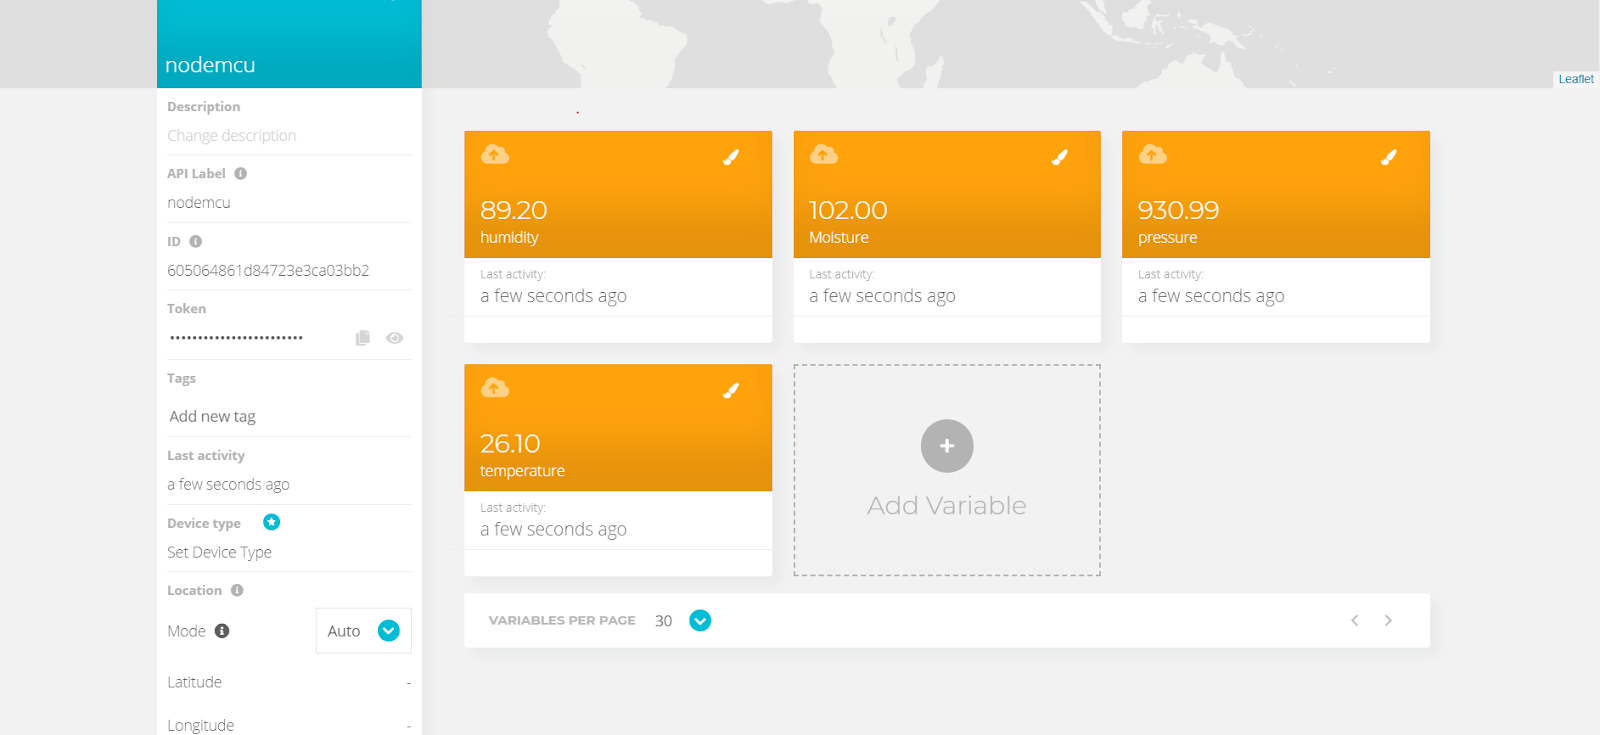 nodemcu
Leaflet
Description
Change description
API Label
nodemcu
ID
605064861d84723e3ca03bb2
Token
••••••••••••••••••••••••
Tags
Add new tag
Last activity
a few seconds ago
Device type
Set Device Type
Location
Mode Auto
Latitude -
Longitude -
89.20
humidity
Last activity:
a few seconds ago
102.00
Moisture
Last activity:
a few seconds ago
930.99
pressure
Last activity:
a few seconds ago
26.10
temperature
Last activity:
a few seconds ago
+
Add Variable
VARIABLES PER PAGE 30